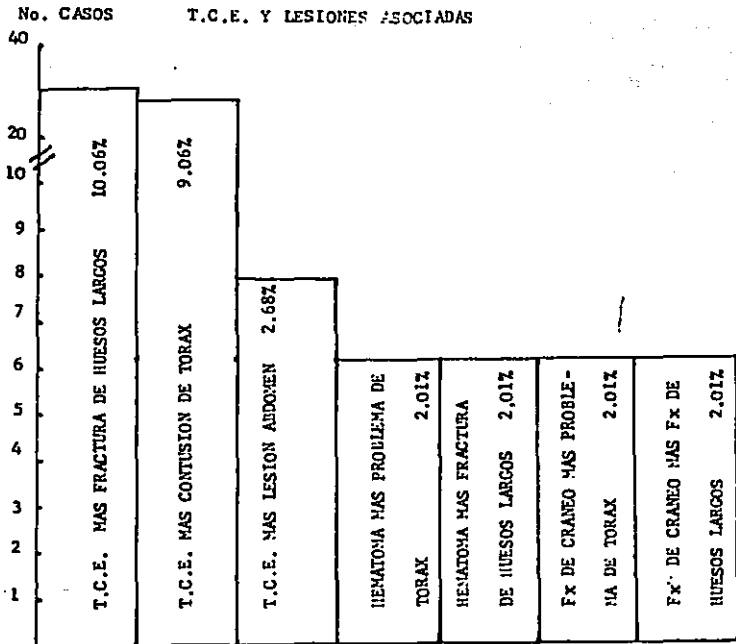 No. CASOS
T.C.E. Y LESIONES ASOCIADAS
40
20
10
9
8
7
6
5
4
3
2
1
T.C.E. MAS FRACTURA DE HUESOS LARGOS 10.06%
T.C.E. MAS CONTUSION DE TORAX 9.06%
T.C.E. MAS LESION ABDOMEN 2.68%
HEMATOMA MAS PROBLEMA DE
TORAX 2.01%
HEMATOMA MAS FRACTURA
DE HUESOS LARGOS 2,01%
Fx DE CRANEO MAS PROBLE-
MA DE TORAX 2.01%
Fx DE CRANEO MAS Fx DE
HUESOS LARGOS 2.01%